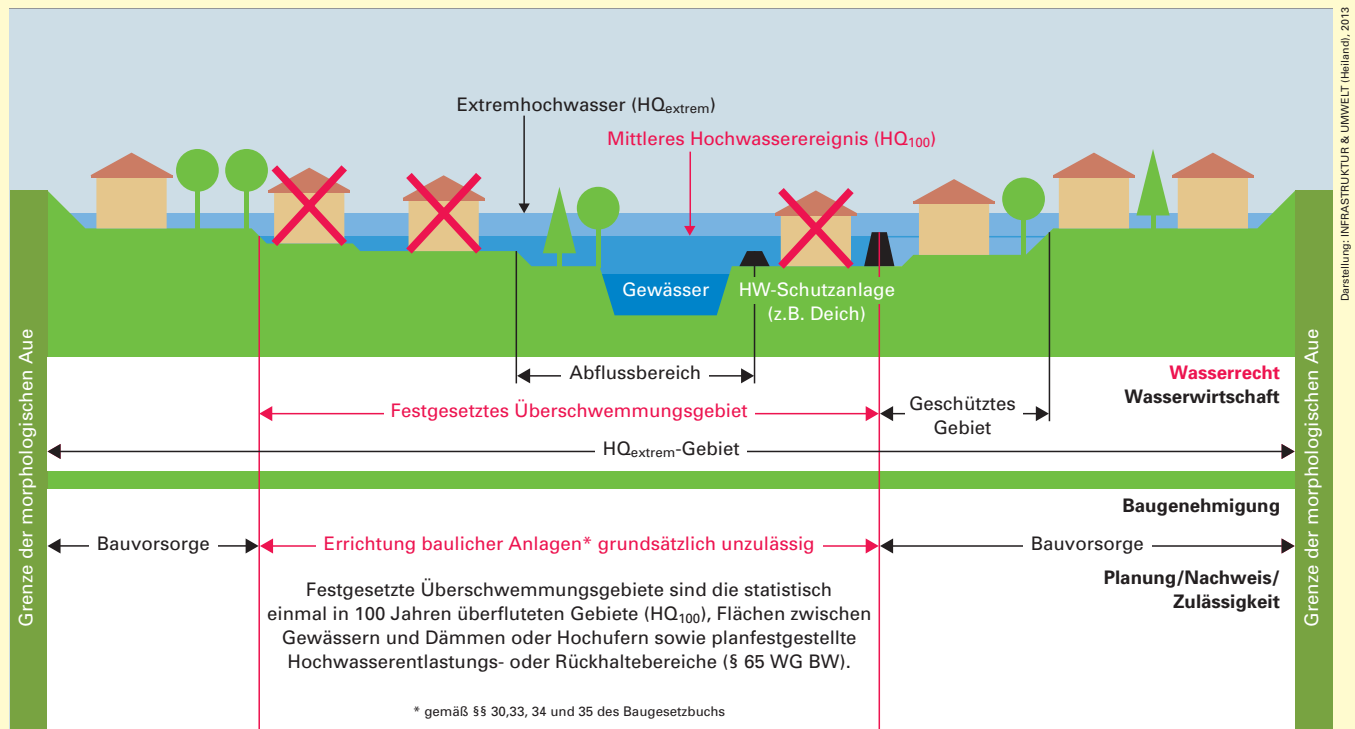 Darstellung: INFRASTRUKTUR & UMWELT (Heiland), 2013
Extremhochwasser (HQextrem)
Mittleres Hochwasserereignis (HQ100)
Gewässer
HW-Schutzanlage
(z.B. Deich)
Grenze der morphologischen Aue
Grenze der morphologischen Aue
Abflussbereich
Wasserrecht
Wasserwirtschaft
Festgesetztes Überschwemmungsgebiet
Geschütztes
Gebiet
HQextrem-Gebiet
Baugenehmigung
Bauvorsorge
Errichtung baulicher Anlagen* grundsätzlich unzulässig
Bauvorsorge
Planung/Nachweis/
Zulässigkeit
Festgesetzte Überschwemmungsgebiete sind die statistisch
einmal in 100 Jahren überfluteten Gebiete (HQ100), Flächen zwischen
Gewässern und Dämmen oder Hochufern sowie planfestgestellte
Hochwasserentlastungs- oder Rückhaltebereiche (§ 65 WG BW).
* gemäß §§ 30,33, 34 und 35 des Baugesetzbuchs